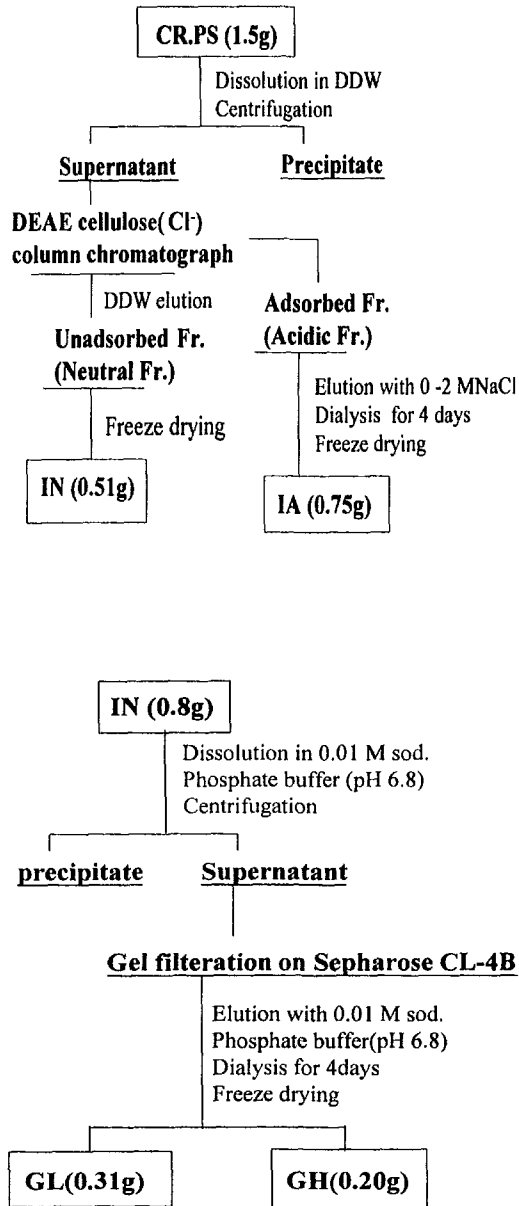 CR.PS (1.5g)
Dissolution in DDW
Centrifugation
Supernatant
Precipitate
DEAE cellulose( Cl-)
column chromatograph
DDW elution
Unadsorbed Fr.
(Neutral Fr.)
Freeze drying
IN (0.51g)
Adsorbed Fr.
(Acidic Fr.)
Elution with 0 -2 MNaCl
Dialysis for 4 days
Freeze drying
IA (0.75g)
IN (0.8g)
Dissolution in 0.01 M sod.
Phosphate buffer (pH 6.8)
Centrifugation
precipitate
Supernatant
Gel filteration on Sepharose CL-4B
Elution with 0.01 M sod.
Phosphate buffer(pH 6.8)
Dialysis for 4days
Freeze drying
GL(0.31g)
GH(0.20g)